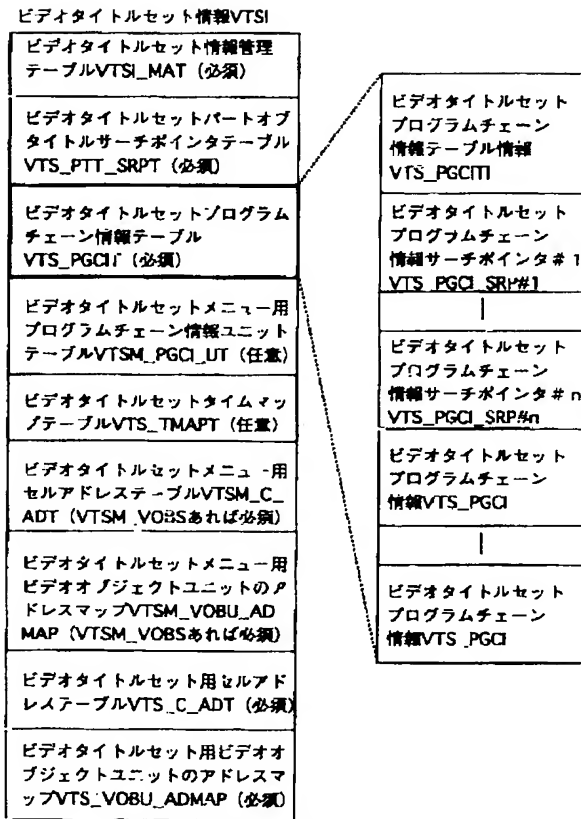 ビデオタイトルセット情報VTSI
ビデオタイトルセット情報管理
テーブルVTSI_MAT（必須）
ビデオタイトルセットパートオブ
タイトルサーチポインタテーブル
VTS_PTT_SRPT（必須）
ビデオタイトルセットプログラム
チェーン情報テーブル
VTS_PGCIT（必須）
ビデオタイトルセットメニュー用
プログラムチェーン情報ユニット
テーブルVTSM_PGCI_UT（任意）
ビデオタイトルセットタイムマッ
プテーブルVTS_TMAPT（任意）
ビデオタイトルセットメニュー用
セルアドレステーブルVTSM_C_
ADT（VTSM_VOBSあれば必須）
ビデオタイトルセットメニュー用
ビデオオブジェクトユニットのア
ドレスマップVTSM_VOBU_AD
MAP（VTSM_VOBSあれば必須）
ビデオタイトルセット用セルアド
レステーブルVTS_C_ADT（必須）
ビデオタイトルセット用ビデオオ
ブジェクトユニットのアドレスマ
ップVTS_VOBU_ADMAP（必須）
ビデオタイトルセット
プログラムチェーン
情報テーブル情報
VTS_PGCITI
ビデオタイトルセット
プログラムチェーン
情報サーチポインタ＃1
VTS_PGCI_SRP#1
ビデオタイトルセット
プログラムチェーン
情報サーチポインタ＃n
VTS_PGCI_SRP#n
ビデオタイトルセット
プログラムチェーン
情報VTS_PGCI
ビデオタイトルセット
プログラムチェーン
情報VTS_PGCI